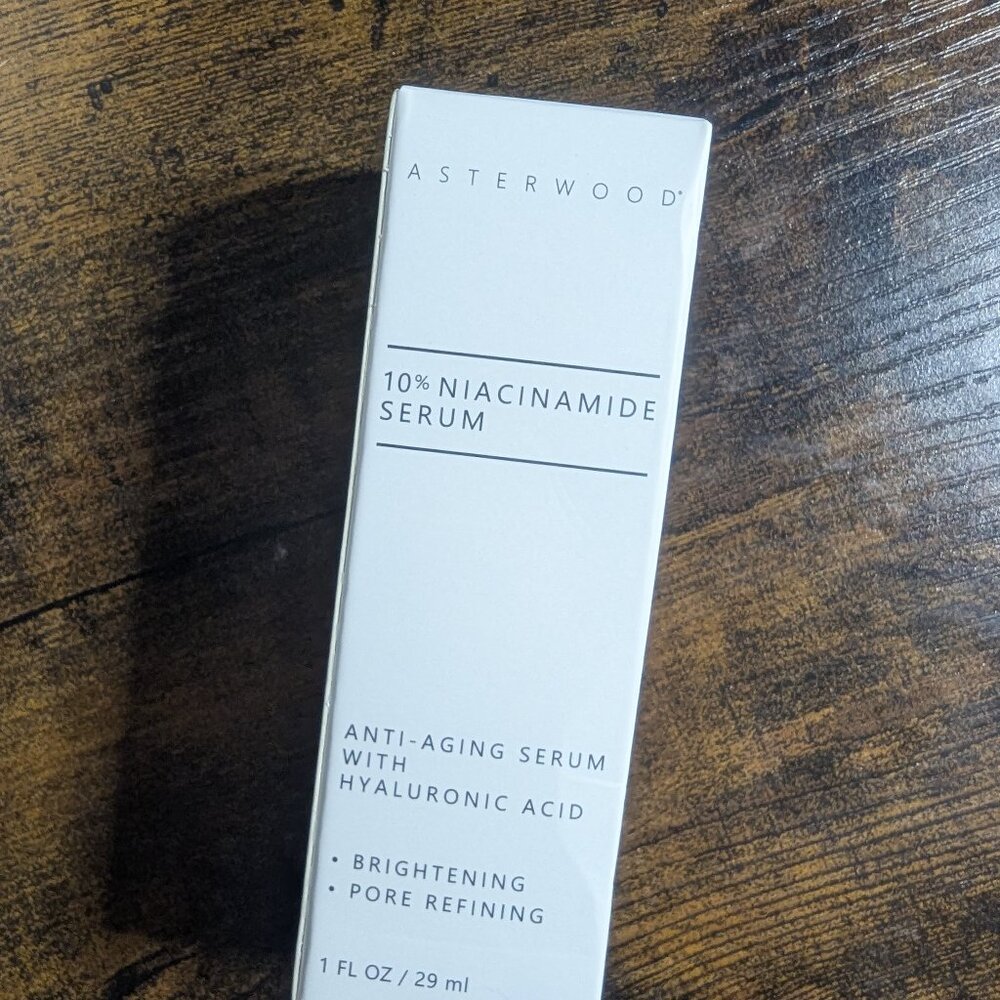 ASTERWOOD®
10% NIACINAMIDE
SERUM
ANTI-AGING SERUM
WITH
HYALURONIC ACID
• BRIGHTENING
• PORE REFINING
1 FL OZ / 29 ml